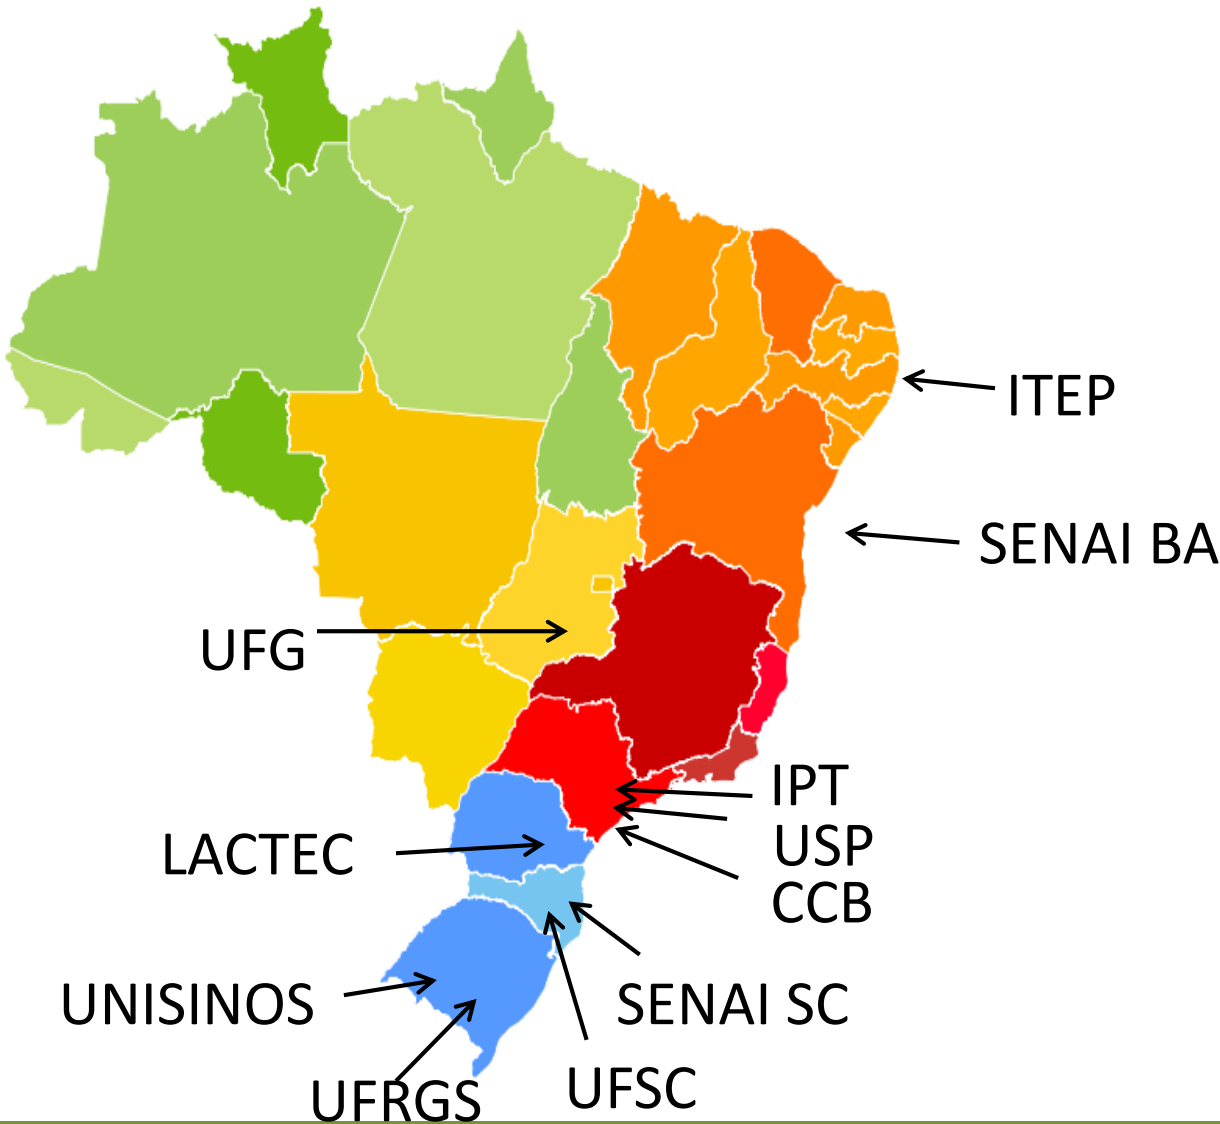 ITEP
SENAI BA
UFG
IPT
USP
LACTEC
CCB
UNISINOS
SENAI SC
UFSC
UFRGS